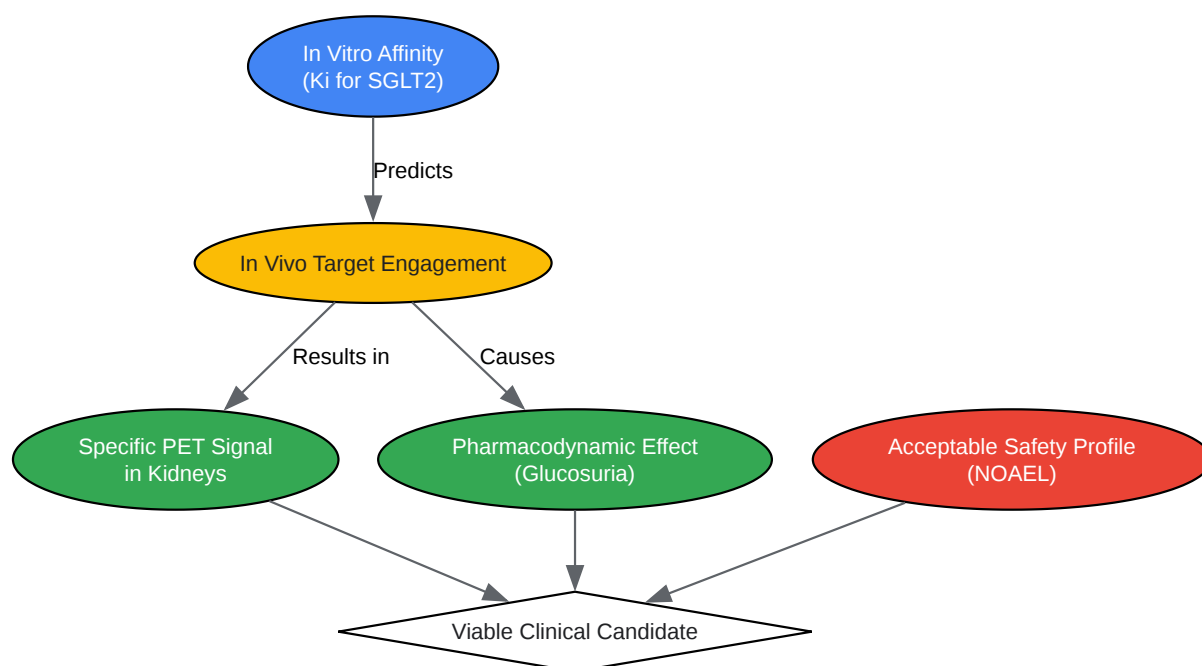 In Vitro Affinity
(Ki for SGLT2)
Predicts
In Vivo Target Engagement
Results in
Causes
Specific PET Signal
in Kidneys
Pharmacodynamic Effect
(Glucosuria)
Acceptable Safety Profile
(NOAEL)
Viable Clinical Candidate